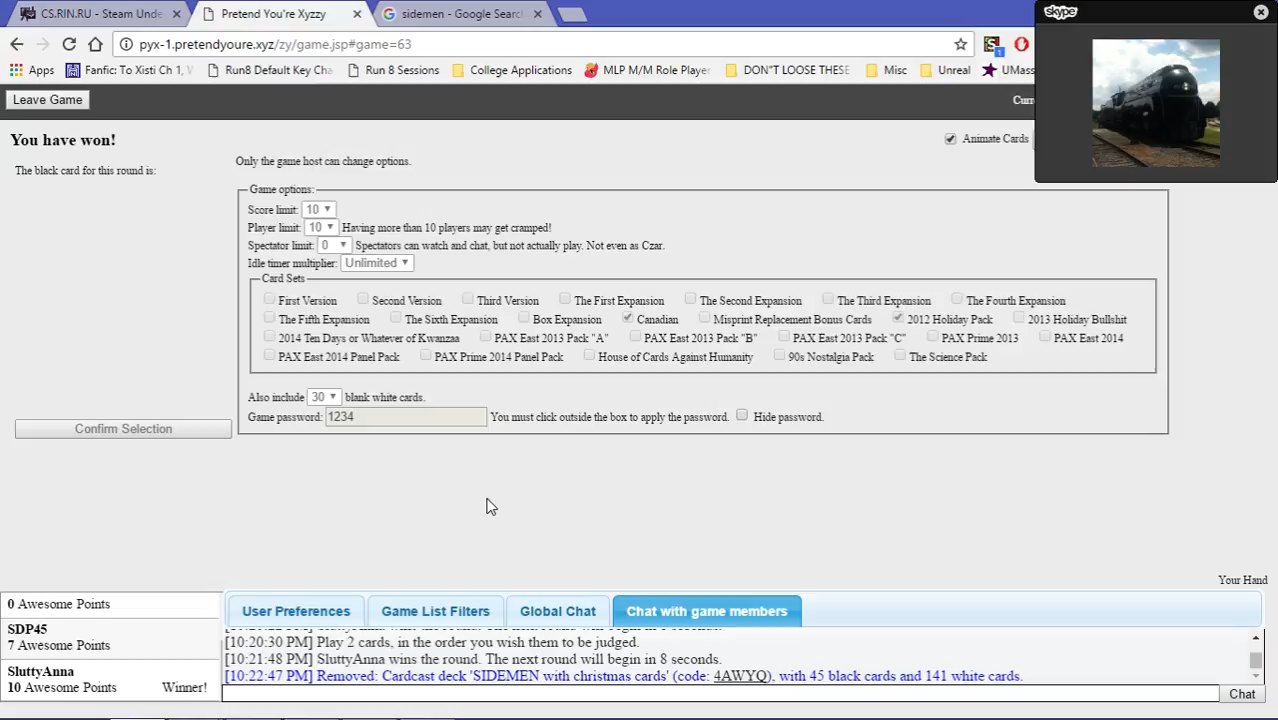 CS.RIN.RU - Steam Unde
Pretend You're Xyzzy
sidemen - Google Searc
skype
pyx-1.pretendyoure.xyz/zy/game.jsp#game=63
Apps
Fanfic: To Xisti Ch 1,
Run8 Default Key Cha
Run 8 Sessions
College Applications
MLP M/M Role Player
DON"T LOOSE THESE
Misc
Unreal
UMass
Leave Game
Curr
You have won!
Animate Cards
The black card for this round is:
Only the game host can change options.
Game options:
Score limit: 10
Player limit: 10 Having more than 10 players may get cramped!
Spectator limit: 0 Spectators can watch and chat, but not actually play. Not even as Czar.
Idle timer multiplier: Unlimited
Card Sets
First Version Second Version Third Version The First Expansion The Second Expansion The Third Expansion The Fourth Expansion
The Fifth Expansion The Sixth Expansion Box Expansion Canadian Misprint Replacement Bonus Cards 2012 Holiday Pack 2013 Holiday Bullshit
2014 Ten Days or Whatever of Kwanzaa PAX East 2013 Pack "A" PAX East 2013 Pack "B" PAX East 2013 Pack "C" PAX Prime 2013 PAX East 2014
PAX East 2014 Panel Pack PAX Prime 2014 Panel Pack House of Cards Against Humanity 90s Nostalgia Pack The Science Pack
Also include 30 blank white cards.
Game password: 1234 You must click outside the box to apply the password. Hide password.
Confirm Selection
Your Hand
0 Awesome Points
SDP45
7 Awesome Points
SluttyAnna
10 Awesome Points Winner!
User Preferences
Game List Filters
Global Chat
Chat with game members
[10:20:30 PM] Play 2 cards, in the order you wish them to be judged.
[10:21:48 PM] SluttyAnna wins the round. The next round will begin in 8 seconds.
[10:22:47 PM] Removed: Cardcast deck 'SIDEMEN with christmas cards' (code: 4AWYQ), with 45 black cards and 141 white cards.
Chat